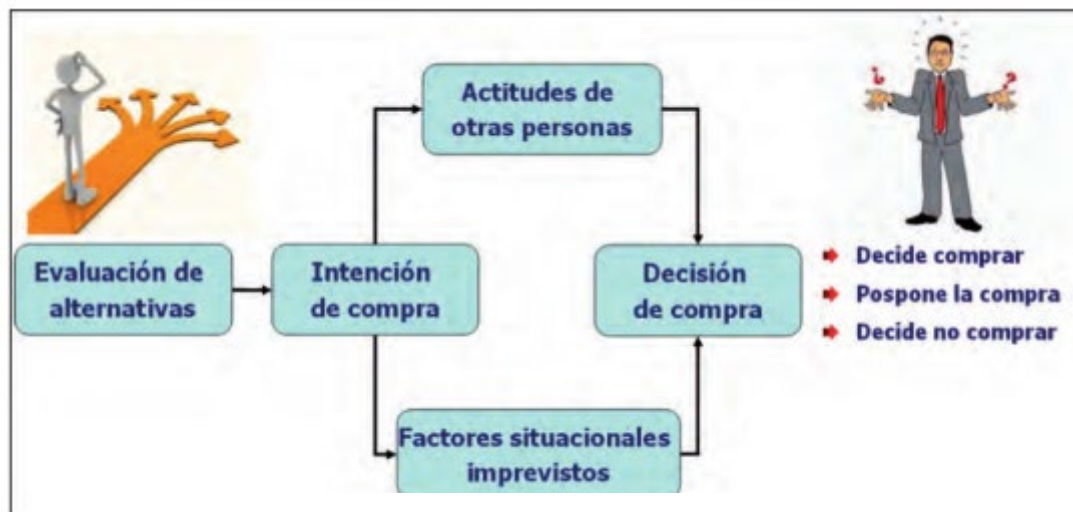 Actitudes de
otras personas
Evaluación de
alternativas
Intención
de compra
Decisión
de compra
Decide comprar
Pospone la compra
Decide no comprar
Factores situacionales
imprevistos